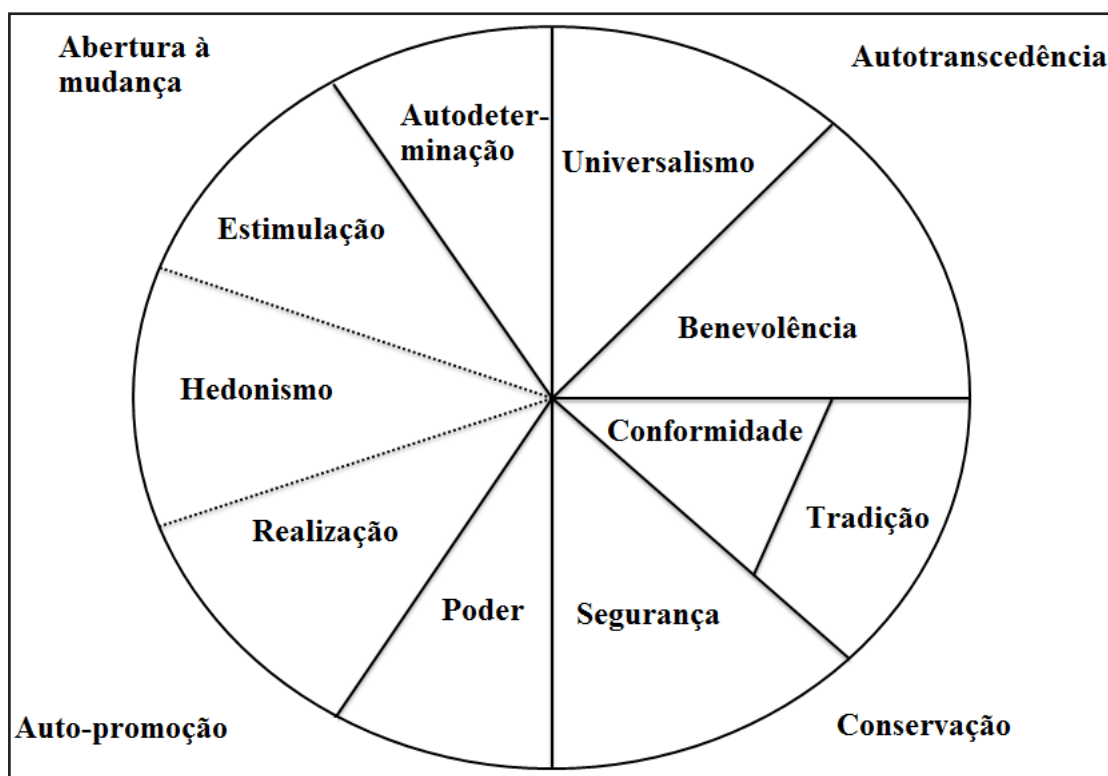 Abertura à
mudança
Autotranscedência
Autodeter-
minação
Universalismo
Estimulação
Benevolência
Hedonismo
Conformidade
Realização
Tradição
Poder
Segurança
Auto-promoção
Conservação